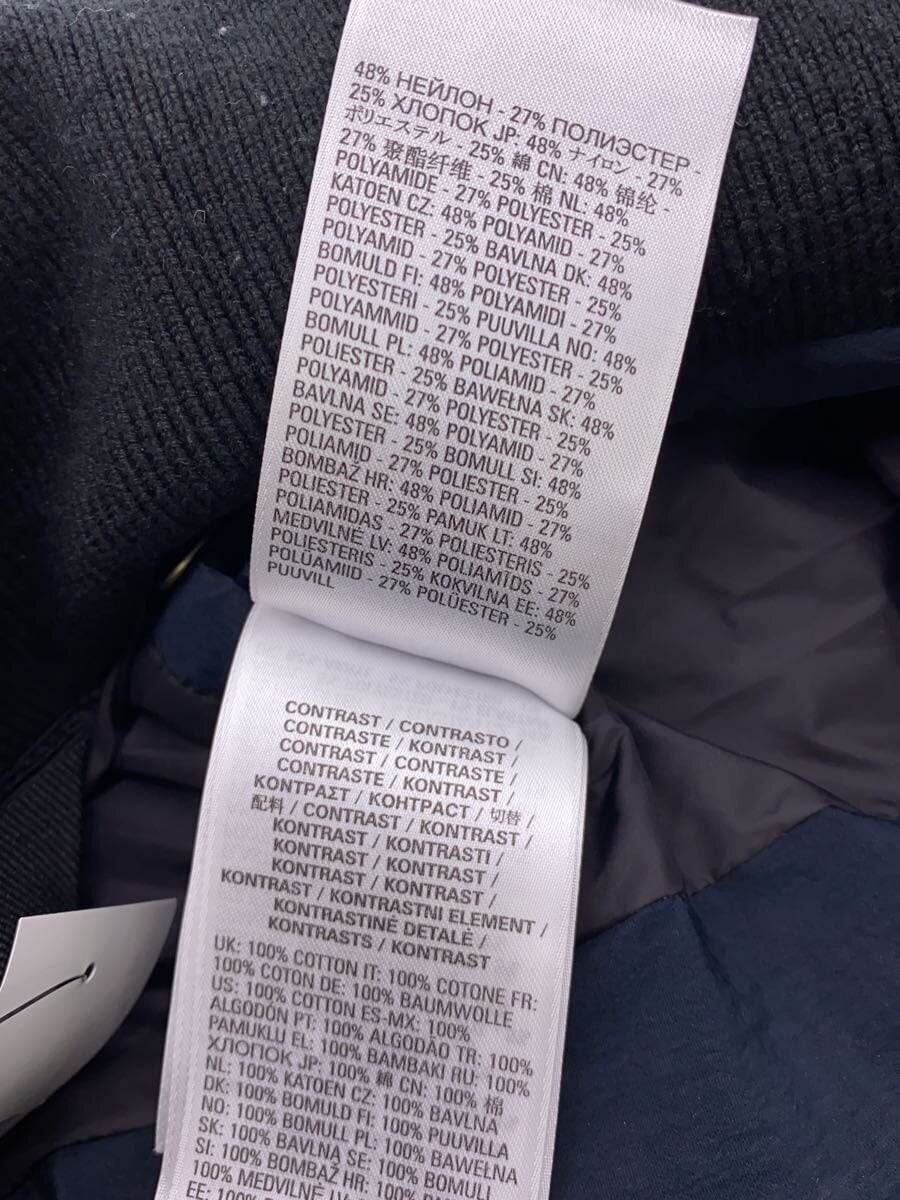 48% НЕЙЛОН - 27% ПОЛИЭСТЕР -
25% ХЛОПОК JP: 48% ナイロン - 27%
ポリエステル - 25% 綿 CN: 48% 锦纶 -
27% 聚酯纤维 - 25% 棉 NL: 48%
POLYAMIDE - 27% POLYESTER - 25%
KATOEN CZ: 48% POLYAMID - 27%
POLYESTER - 25% BAVLNA DK: 48%
POLYAMID - 27% POLYESTER - 25%
BOMULD FI: 48% POLYAMIDI - 27%
POLYESTERI - 25% PUUVILLA NO: 48%
POLYAMMID - 27% POLYESTER - 25%
BOMULL PL: 48% POLIAMID - 27%
POLIESTER - 25% BAWEŁNA SK: 48%
POLYAMID - 27% POLYESTER - 25%
BAVLNA SE: 48% POLYAMID - 27%
POLYESTER - 25% BOMULL SI: 48%
POLIAMID - 27% POLIESTER - 25%
BOMBAŽ HR: 48% POLIAMID - 27%
POLIESTER - 25% PAMUK LT: 48%
POLIAMIDAS - 27% POLIESTERIS - 25%
MEDVILNĖ LV: 48% POLIAMĪDS - 27%
POLIESTERIS - 25% KOKVILNA EE: 48%
POLÜAMIID - 27% POLÜESTER - 25%
PUUVILL
CONTRAST / CONTRASTO /
CONTRASTE / KONTRAST /
CONTRAST / CONTRASTE /
CONTRASTE / KONTRAST /
ΚΟΝΤΡΑΣΤ / КОНТРАСТ / 切替 /
配料 / CONTRAST / KONTRAST /
KONTRAST / KONTRASTI /
KONTRAST / KONTRAST /
KONTRAST / KONTRAST /
KONTRAST / KONTRASTNI ELEMENT /
KONTRASTINĖ DETALĖ /
KONTRASTS / KONTRAST
UK: 100% COTTON IT: 100% COTONE FR:
100% COTON DE: 100% BAUMWOLLE
US: 100% COTTON ES-MX: 100%
ALGODÓN PT: 100% ALGODÃO TR: 100%
PAMUKLU EL: 100% BAMBAKI RU: 100%
ХЛОПОК JP: 100% 綿 CN: 100% 棉
NL: 100% KATOEN CZ: 100% BAVLNA
DK: 100% BOMULD FI: 100% PUUVILLA
NO: 100% BOMULL PL: 100% BAWEŁNA
SK: 100% BAVLNA SE: 100% BOMULL
SI: 100% BOMBAŽ HR: 100% PAMUK LT:
100% MEDVILNĖ LV: 100%
EE: 100%